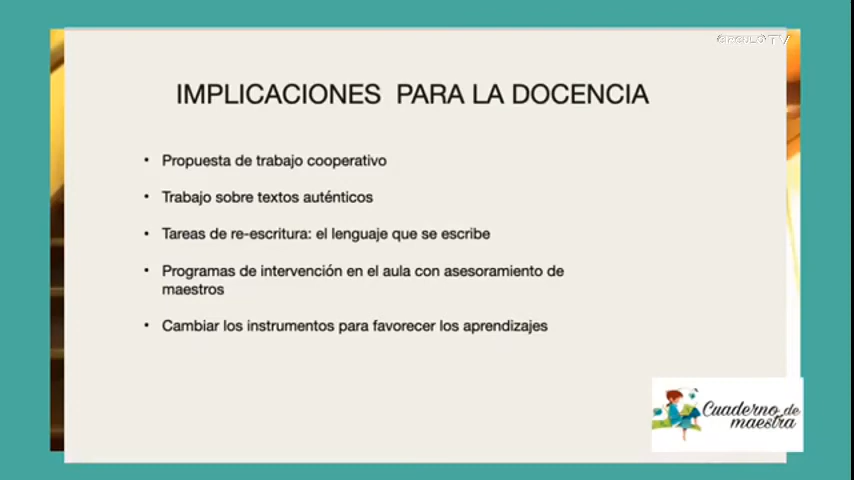 CÍRCULO TV
IMPLICACIONES PARA LA DOCENCIA
• Propuesta de trabajo cooperativo
• Trabajo sobre textos auténticos
• Tareas de re-escritura: el lenguaje que se escribe
• Programas de intervención en el aula con asesoramiento de
maestros
• Cambiar los instrumentos para favorecer los aprendizajes
Cuaderno de
maestra